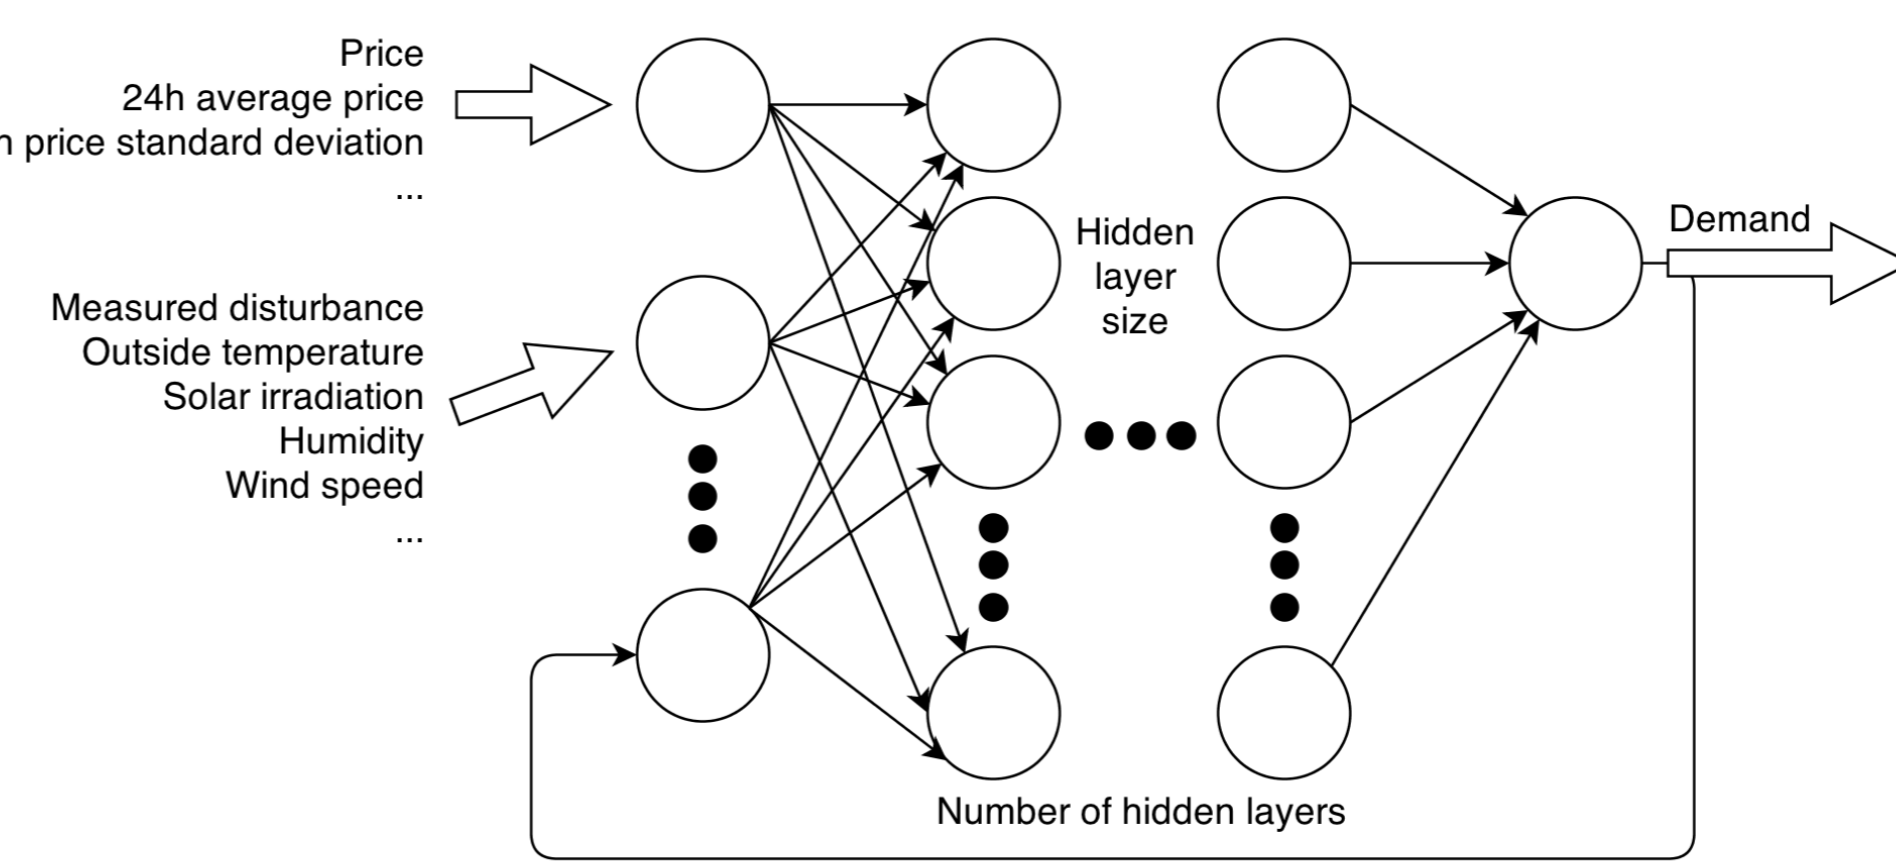 Price
24h average price
price standard deviation
...
Measured disturbance
Outside temperature
Solar irradiation
Humidity
Wind speed
...
Hidden
layer
size
Demand
Number of hidden layers